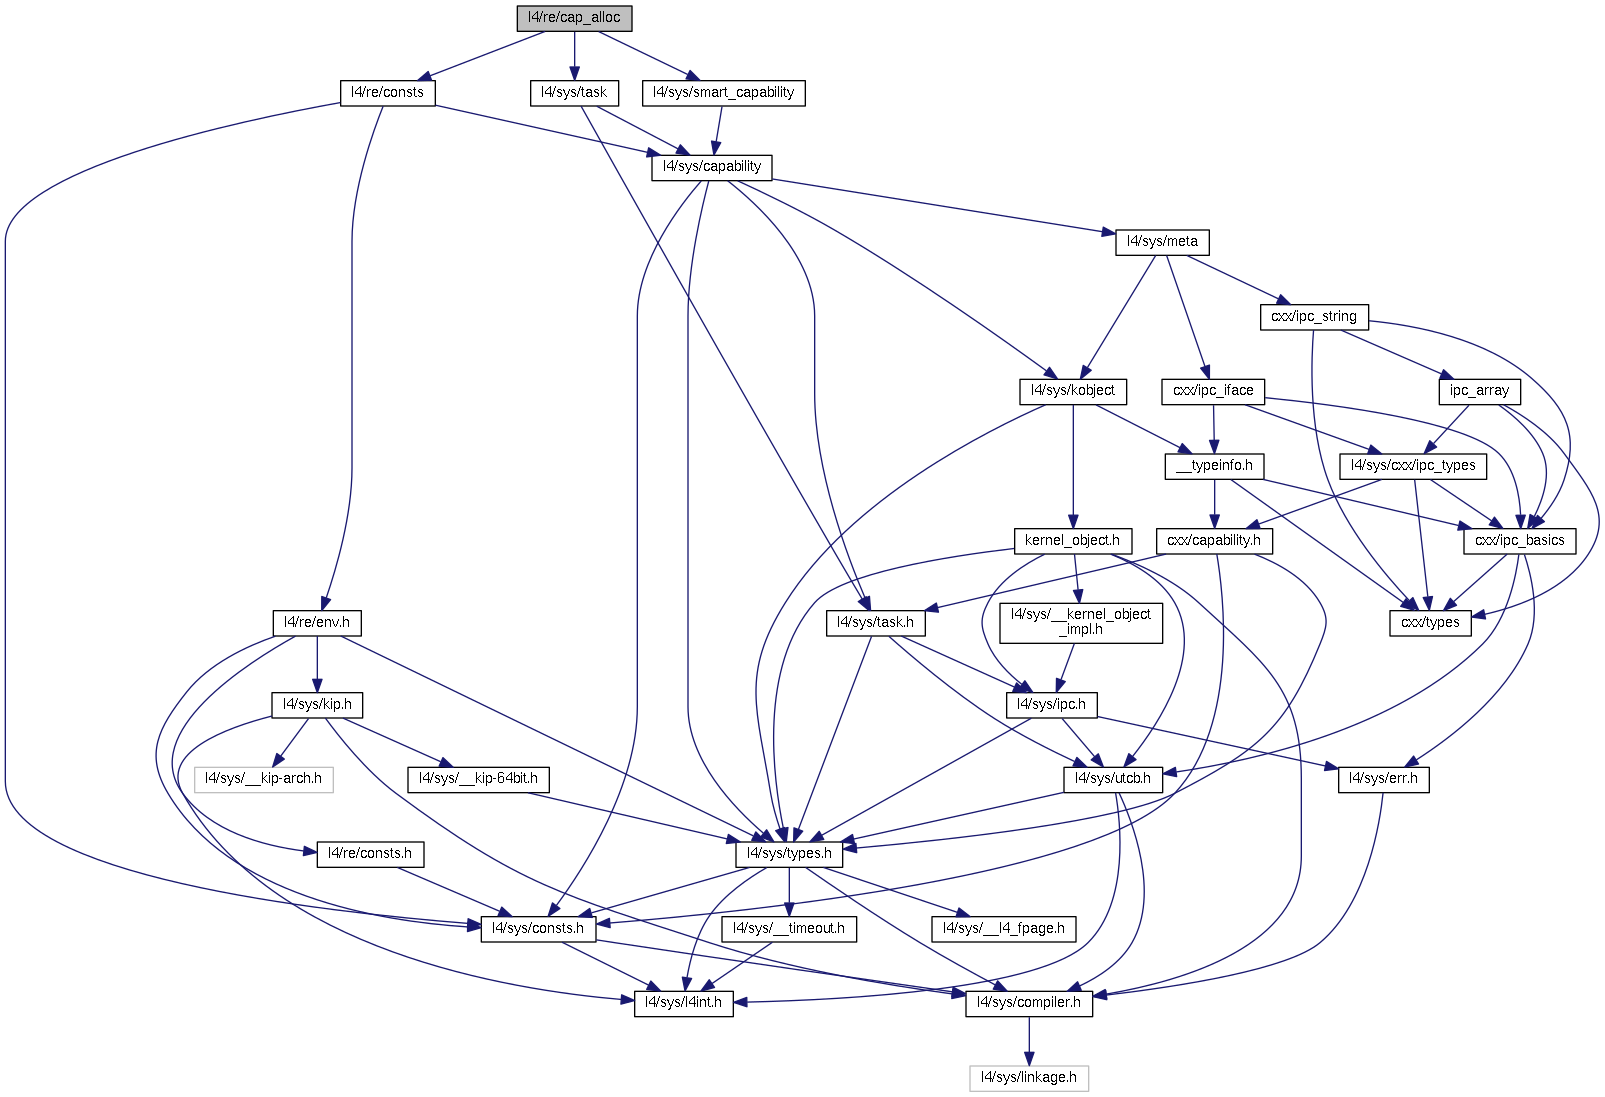 l4/re/cap_alloc
l4/re/consts
l4/sys/task
l4/sys/smart_capability
l4/sys/capability
l4/sys/meta
cxx/ipc_string
l4/sys/kobject
cxx/ipc_iface
ipc_array
__typeinfo.h
l4/sys/cxx/ipc_types
kernel_object.h
cxx/capability.h
cxx/ipc_basics
l4/re/env.h
l4/sys/task.h
l4/sys/__kernel_object
_impl.h
cxx/types
l4/sys/kip.h
l4/sys/ipc.h
l4/sys/__kip-arch.h
l4/sys/__kip-64bit.h
l4/sys/utcb.h
l4/sys/err.h
l4/re/consts.h
l4/sys/types.h
l4/sys/consts.h
l4/sys/__timeout.h
l4/sys/__l4_fpage.h
l4/sys/l4int.h
l4/sys/compiler.h
l4/sys/linkage.h